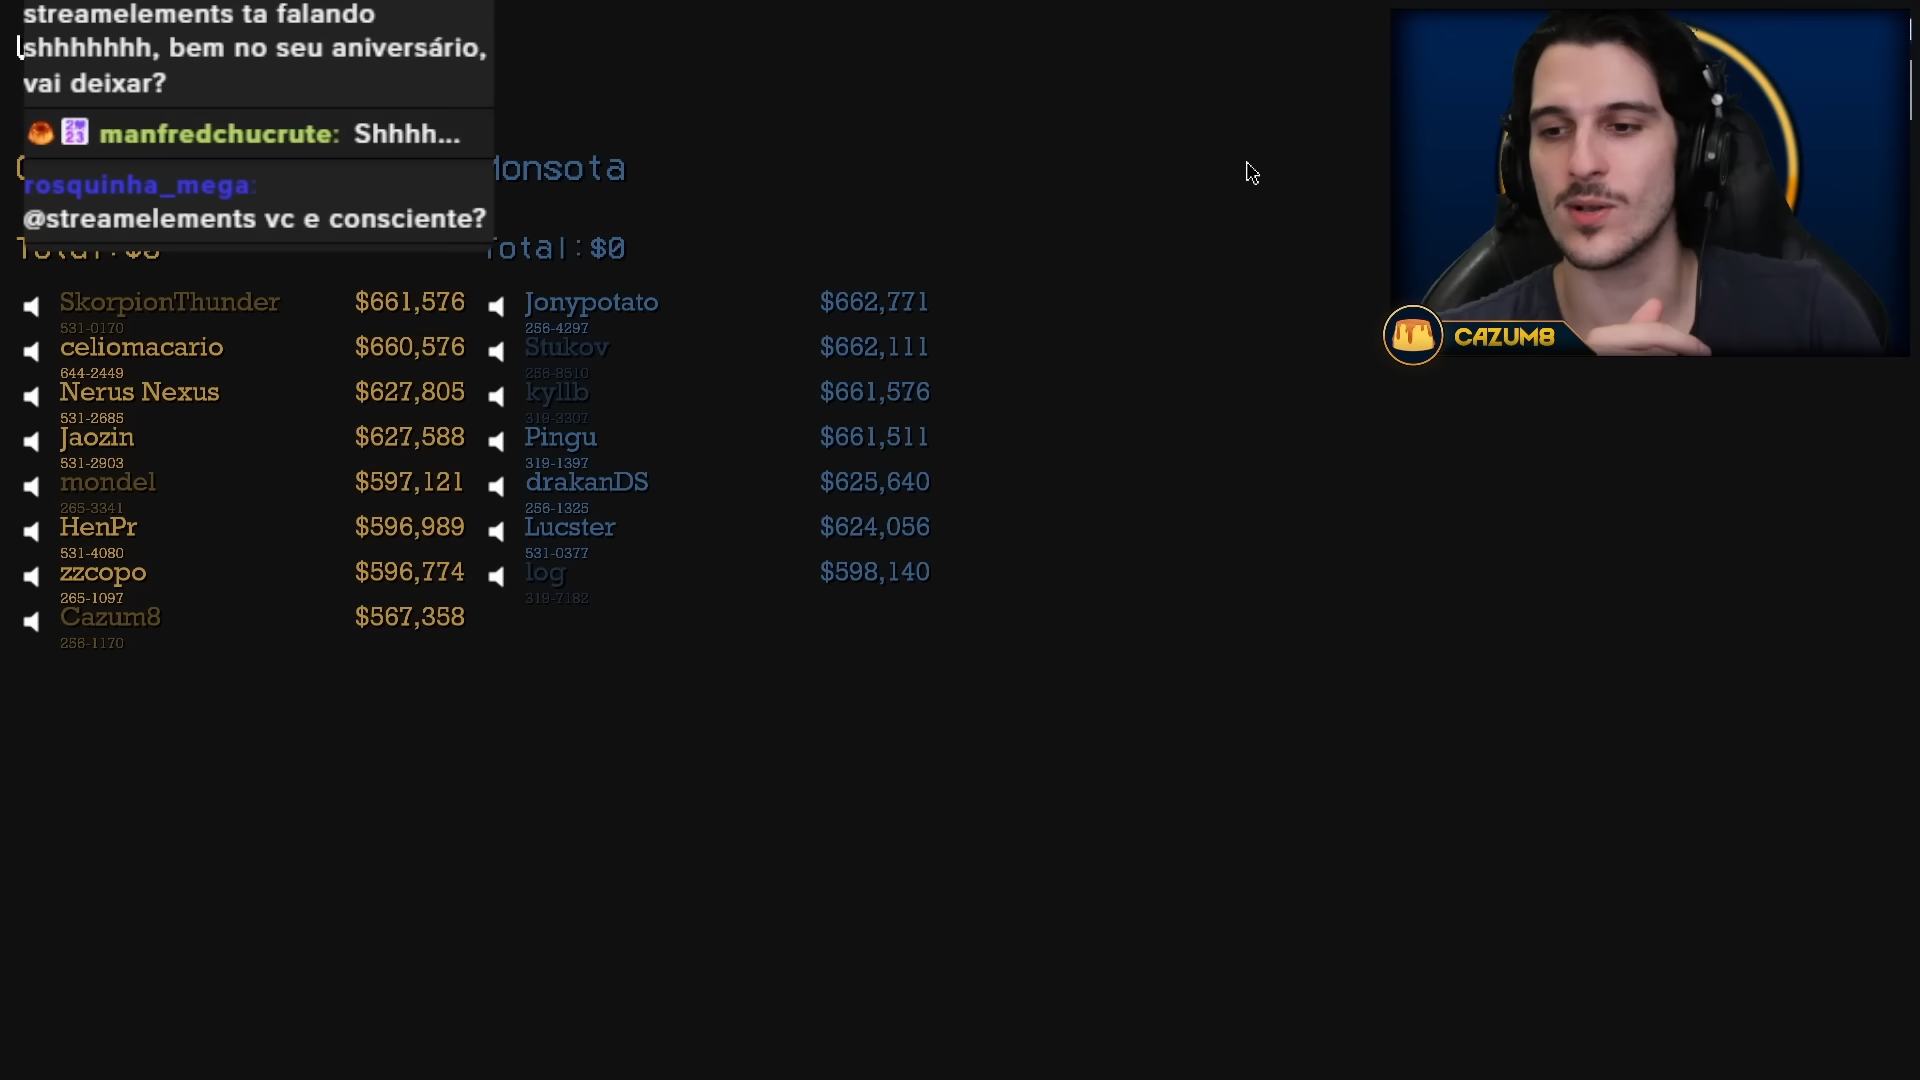 streamelements ta falando
shhhhhhh, bem no seu aniversário,
vai deixar?
manfredchucrute: Shhhh...
rosquinha_mega:
@streamelements vc e consciente?
Monsota
Total:$0
SkorpionThunder $661,576
531-0170
celiomacario $660,576
644-2449
Nerus Nexus $627,805
531-2685
Jaozin $627,588
531-2903
mondel $597,121
265-3341
HenPr $596,989
531-4080
zzcopo $596,774
265-1097
Cazum8 $567,358
256-1170
Jonypotato $662,771
256-4297
Stukov $662,111
256-8510
kyllb $661,576
319-3307
Pingu $661,511
319-1397
drakanDS $625,640
256-1325
Lucster $624,056
531-0377
log $598,140
319-7182
CAZUM8